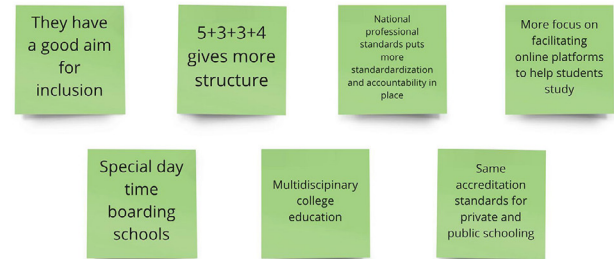 They have
a good aim
for
inclusion
5+3+3+4
gives more
structure
National
professional
standards puts
more
standardardization
and accountability in
place
More focus on
facilitating
online platforms
to help students
study
Special day
time
boarding
schools
Multidiscipinary
college
education
Same
accreditation
standards for
private and
public schooling